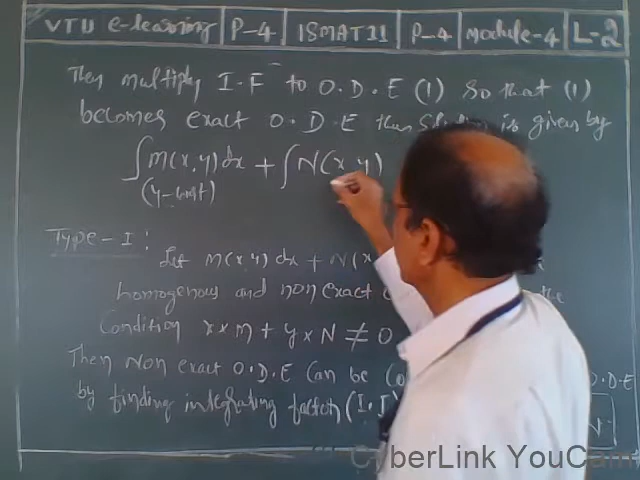 VTU e-learning P-4 18MAT11 P-4 module-4 L-2
Then multiply I.F to O.D.E (1) so that (1)
becomes exact O.D.E then is given by
∫M(x,y)dx + ∫N(x,y)
(y-const)
Type-I:
Let M(x,y) dx + N(x
homogenous and non exact the
Condition x×M + y×N ≠ 0
Then Non exact O.D.E Can be O.D.E
by finding integrating factor (I.F) N
CyberLink YouCam